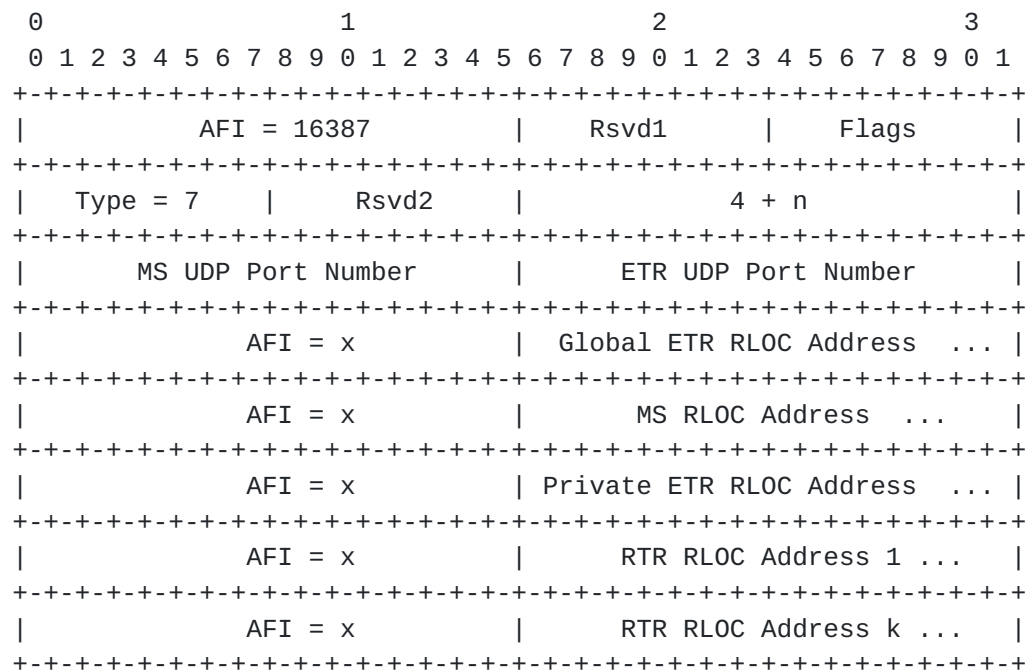 0                   1                   2                   3
 0 1 2 3 4 5 6 7 8 9 0 1 2 3 4 5 6 7 8 9 0 1 2 3 4 5 6 7 8 9 0 1
+-+-+-+-+-+-+-+-+-+-+-+-+-+-+-+-+-+-+-+-+-+-+-+-+-+-+-+-+-+-+-+-+
|           AFI = 16387         |    Rsvd1      |    Flags      |
+-+-+-+-+-+-+-+-+-+-+-+-+-+-+-+-+-+-+-+-+-+-+-+-+-+-+-+-+-+-+-+-+
|   Type = 7    |     Rsvd2     |             4 + n             |
+-+-+-+-+-+-+-+-+-+-+-+-+-+-+-+-+-+-+-+-+-+-+-+-+-+-+-+-+-+-+-+-+
|       MS UDP Port Number      |      ETR UDP Port Number      |
+-+-+-+-+-+-+-+-+-+-+-+-+-+-+-+-+-+-+-+-+-+-+-+-+-+-+-+-+-+-+-+-+
|              AFI = x          |  Global ETR RLOC Address  ... |
+-+-+-+-+-+-+-+-+-+-+-+-+-+-+-+-+-+-+-+-+-+-+-+-+-+-+-+-+-+-+-+-+
|              AFI = x          |       MS RLOC Address  ...    |
+-+-+-+-+-+-+-+-+-+-+-+-+-+-+-+-+-+-+-+-+-+-+-+-+-+-+-+-+-+-+-+-+
|              AFI = x          | Private ETR RLOC Address  ... |
+-+-+-+-+-+-+-+-+-+-+-+-+-+-+-+-+-+-+-+-+-+-+-+-+-+-+-+-+-+-+-+-+
|              AFI = x          |      RTR RLOC Address 1 ...   |
+-+-+-+-+-+-+-+-+-+-+-+-+-+-+-+-+-+-+-+-+-+-+-+-+-+-+-+-+-+-+-+-+
|              AFI = x          |      RTR RLOC Address k ...   |
+-+-+-+-+-+-+-+-+-+-+-+-+-+-+-+-+-+-+-+-+-+-+-+-+-+-+-+-+-+-+-+-+